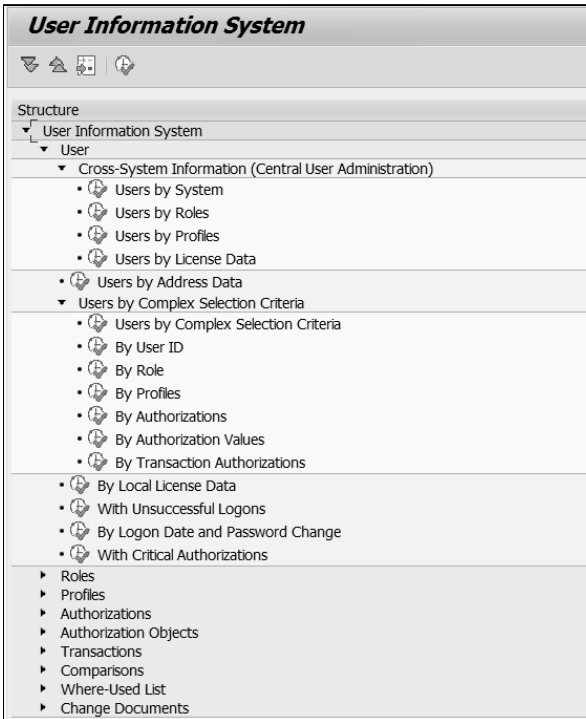 User Information System
Structure
User Information System
User
Cross-System Information (Central User Administration)
Users by System
Users by Roles
Users by Profiles
Users by License Data
Users by Address Data
Users by Complex Selection Criteria
Users by Complex Selection Criteria
By User ID
By Role
By Profiles
By Authorizations
By Authorization Values
By Transaction Authorizations
By Local License Data
With Unsuccessful Logons
By Logon Date and Password Change
With Critical Authorizations
Roles
Profiles
Authorizations
Authorization Objects
Transactions
Comparisons
Where-Used List
Change Documents